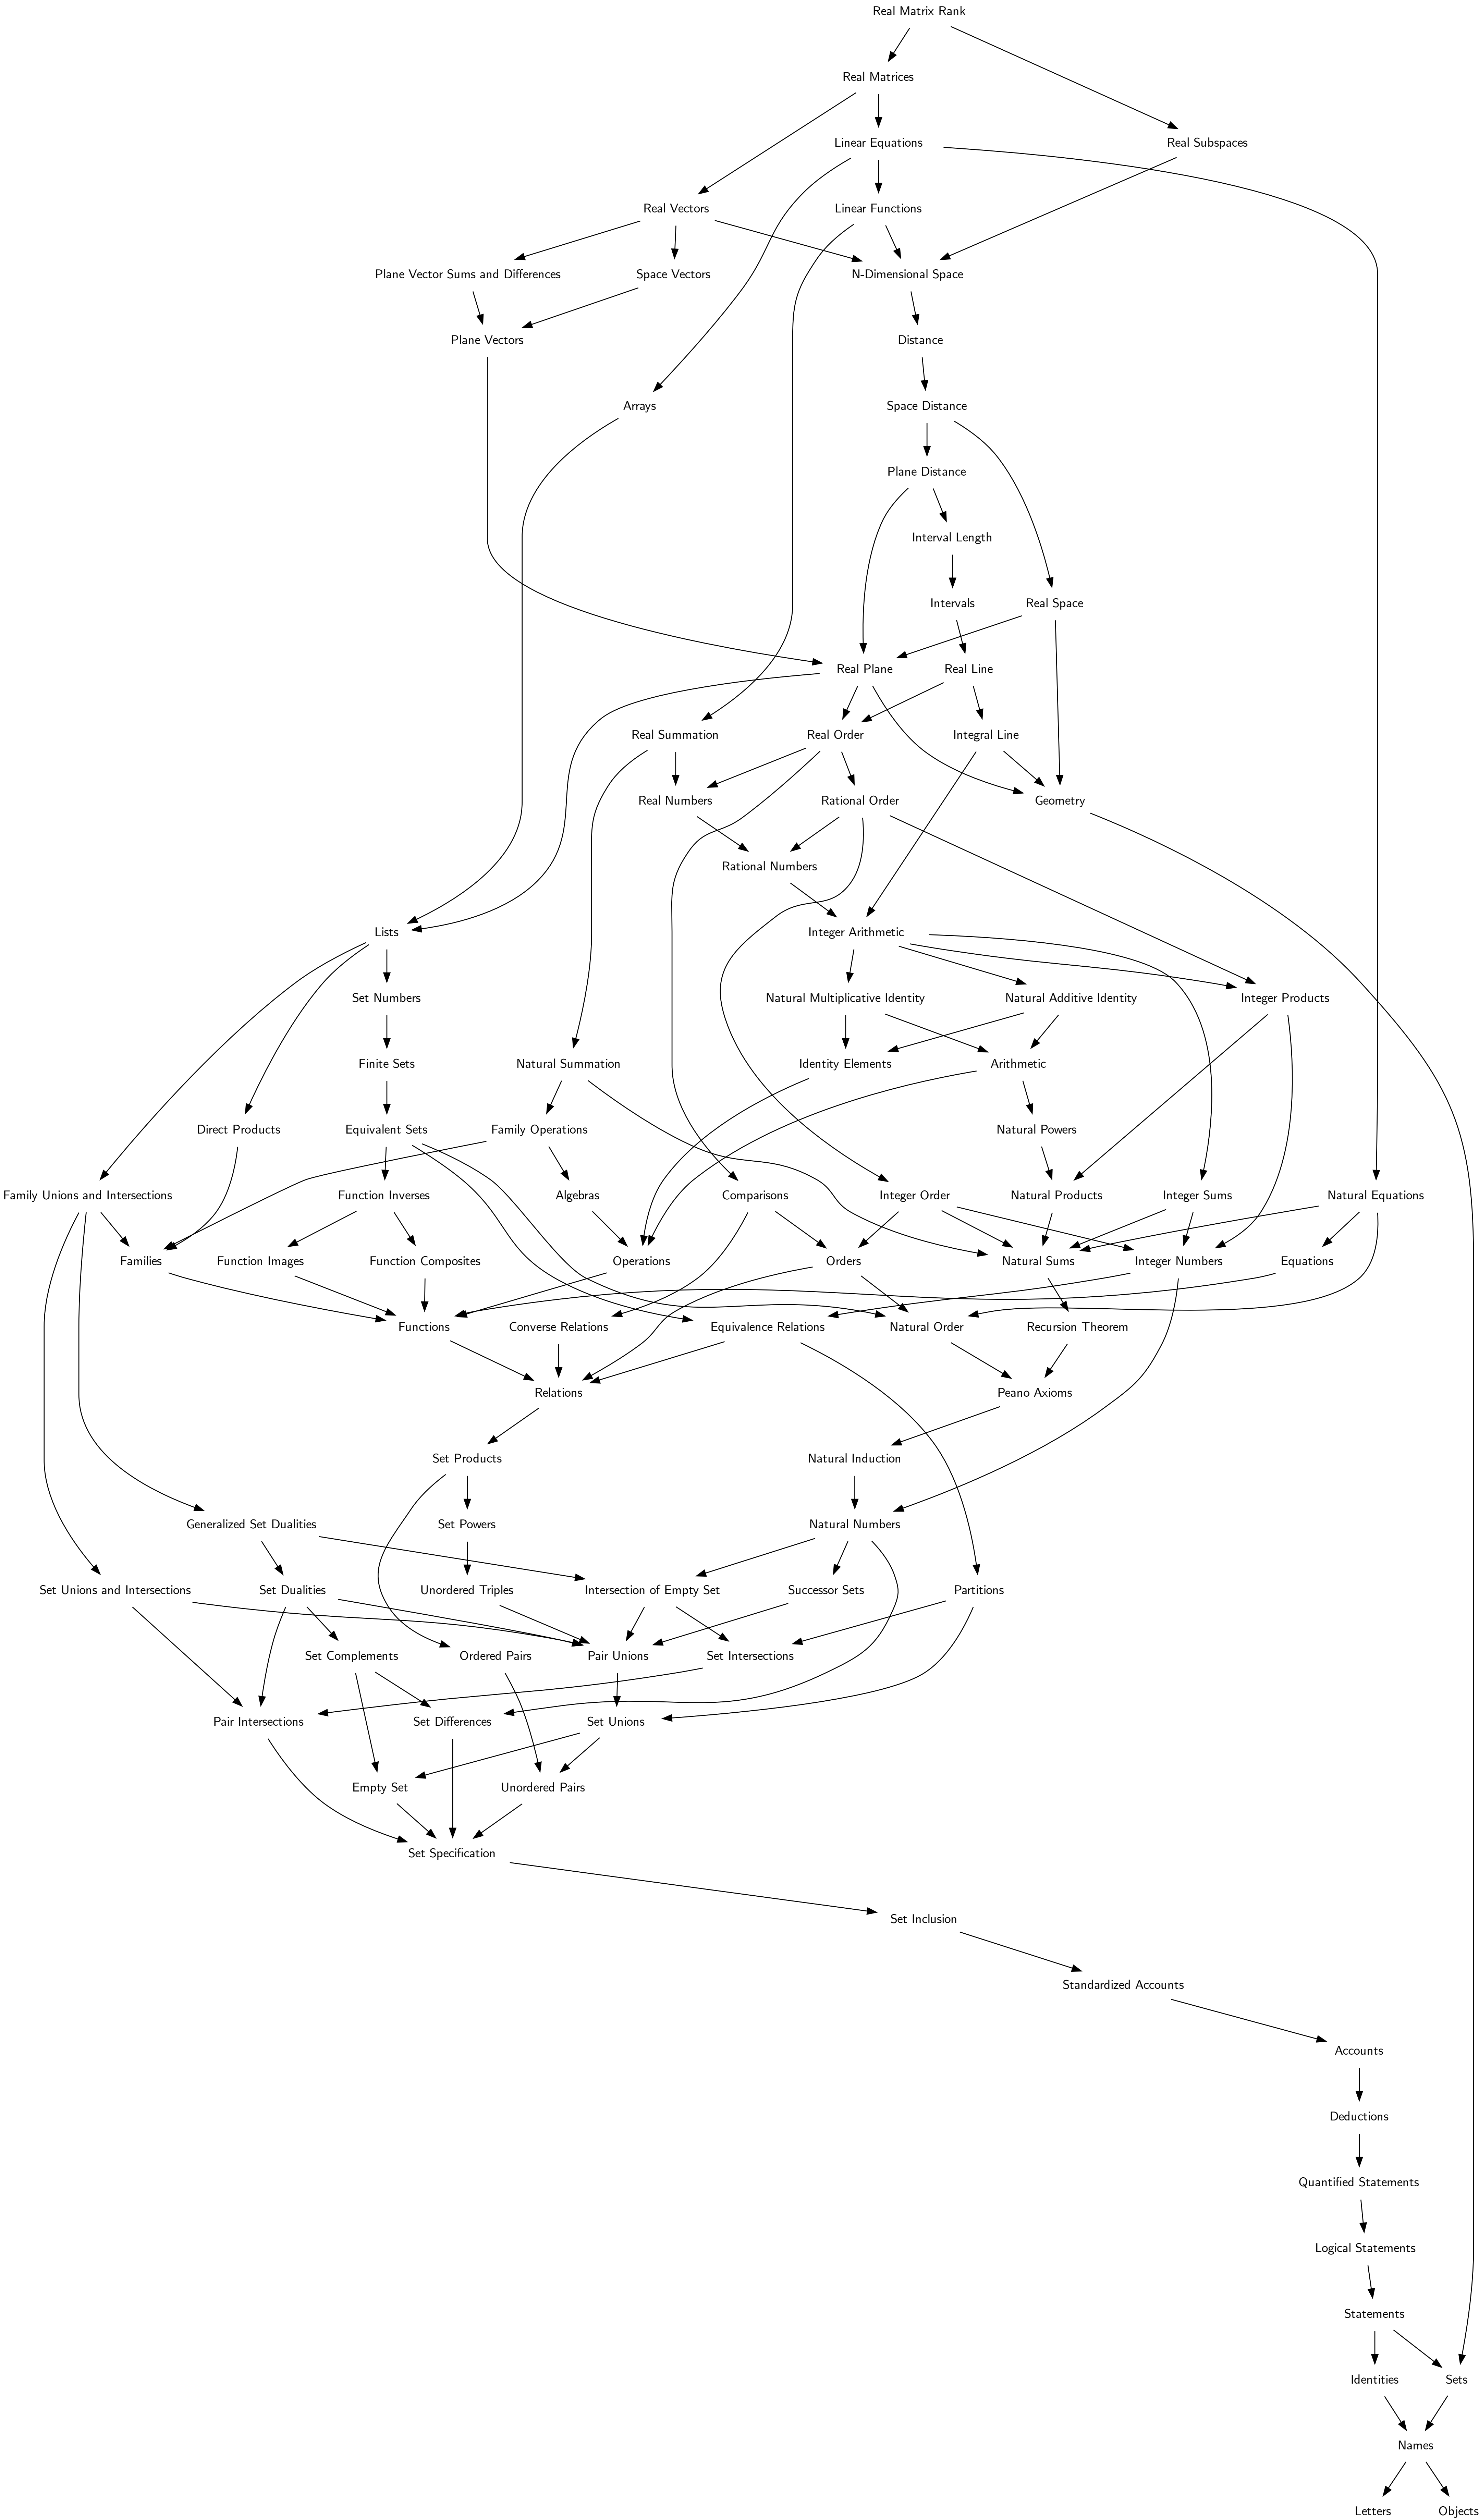 Real Matrix Rank
Real Matrices
Linear Equations
Real Subspaces
Real Vectors
Linear Functions
Plane Vector Sums and Differences
Space Vectors
N-Dimensional Space
Plane Vectors
Distance
Arrays
Space Distance
Plane Distance
Interval Length
Intervals
Real Space
Real Plane
Real Line
Real Summation
Real Order
Integral Line
Real Numbers
Rational Order
Geometry
Rational Numbers
Lists
Integer Arithmetic
Set Numbers
Natural Multiplicative Identity
Natural Additive Identity
Integer Products
Finite Sets
Natural Summation
Identity Elements
Arithmetic
Direct Products
Equivalent Sets
Family Operations
Natural Powers
Family Unions and Intersections
Function Inverses
Algebras
Comparisons
Integer Order
Natural Products
Integer Sums
Natural Equations
Families
Function Images
Function Composites
Operations
Orders
Natural Sums
Integer Numbers
Equations
Functions
Converse Relations
Equivalence Relations
Natural Order
Recursion Theorem
Relations
Peano Axioms
Set Products
Natural Induction
Generalized Set Dualities
Set Powers
Natural Numbers
Set Unions and Intersections
Set Dualities
Unordered Triples
Intersection of Empty Set
Successor Sets
Partitions
Set Complements
Ordered Pairs
Pair Unions
Set Intersections
Pair Intersections
Set Differences
Set Unions
Empty Set
Unordered Pairs
Set Specification
Set Inclusion
Standardized Accounts
Accounts
Deductions
Quantified Statements
Logical Statements
Statements
Identities
Sets
Names
Letters
Objects